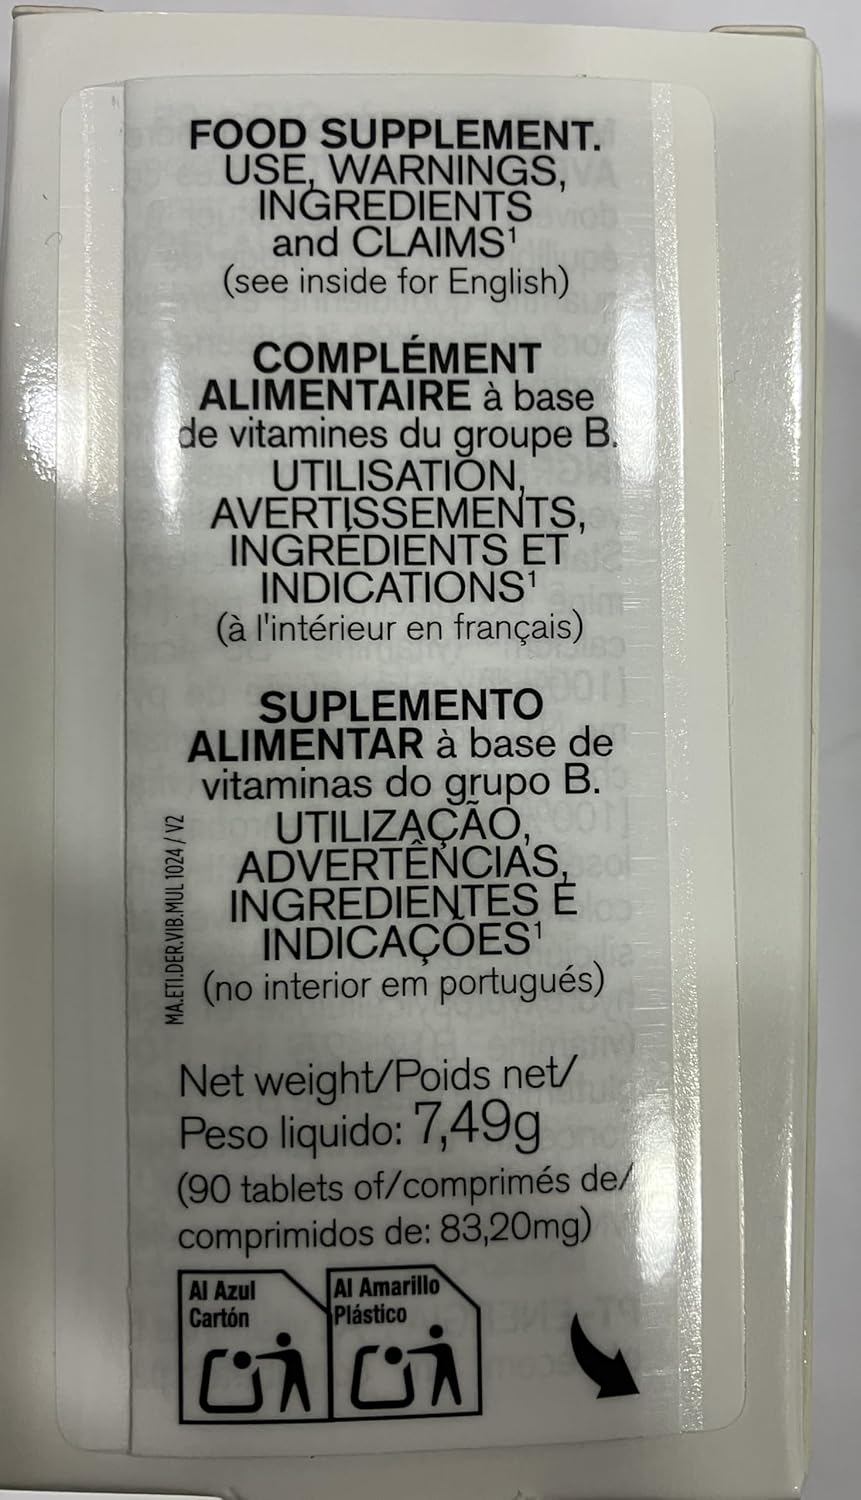 FOOD SUPPLEMENT.
USE, WARNINGS,
INGREDIENTS
and CLAIMS¹
(see inside for English)
COMPLÉMENT
ALIMENTAIRE à base
de vitamines du groupe B.
UTILISATION,
AVERTISSEMENTS,
INGRÉDIENTS ET
INDICATIONS¹
(à l'intérieur en français)
SUPLEMENTO
ALIMENTAR à base de
vitaminas do grupo B.
UTILIZAÇÃO,
ADVERTÊNCIAS,
INGREDIENTES E
INDICAÇÕES¹
(no interior em portugués)
MA.ETI.DER.VIB.MUL 1024 / V2
Net weight/Poids net/
Peso liquido: 7,49g
(90 tablets of/comprimés de/
comprimidos de: 83,20mg)
Al Azul
Cartón
Al Amarillo
Plástico